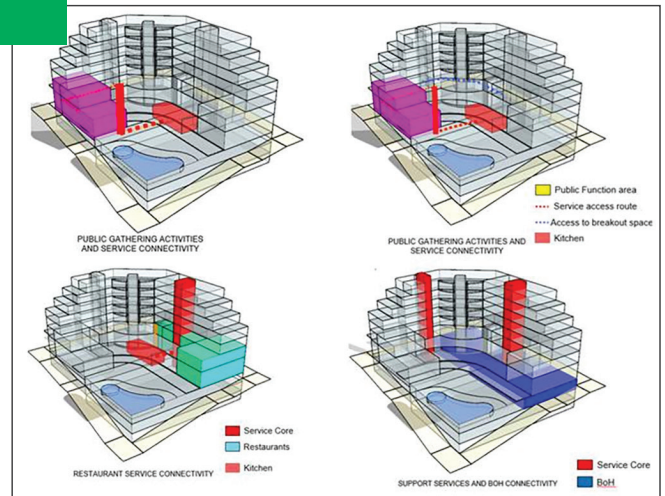 PUBLIC GATHERING ACTIVITIES
AND SERVICE CONNECTIVITY
Public Function area
Service access route
Access to breakout space
Kitchen
PUBLIC GATHERING ACTIVITIES AND
SERVICE CONNECTIVITY
Service Core
Restaurants
Kitchen
RESTAURANT SERVICE CONNECTIVITY
Service Core
BoH
SUPPORT SERVICES AND BOH CONNECTIVITY